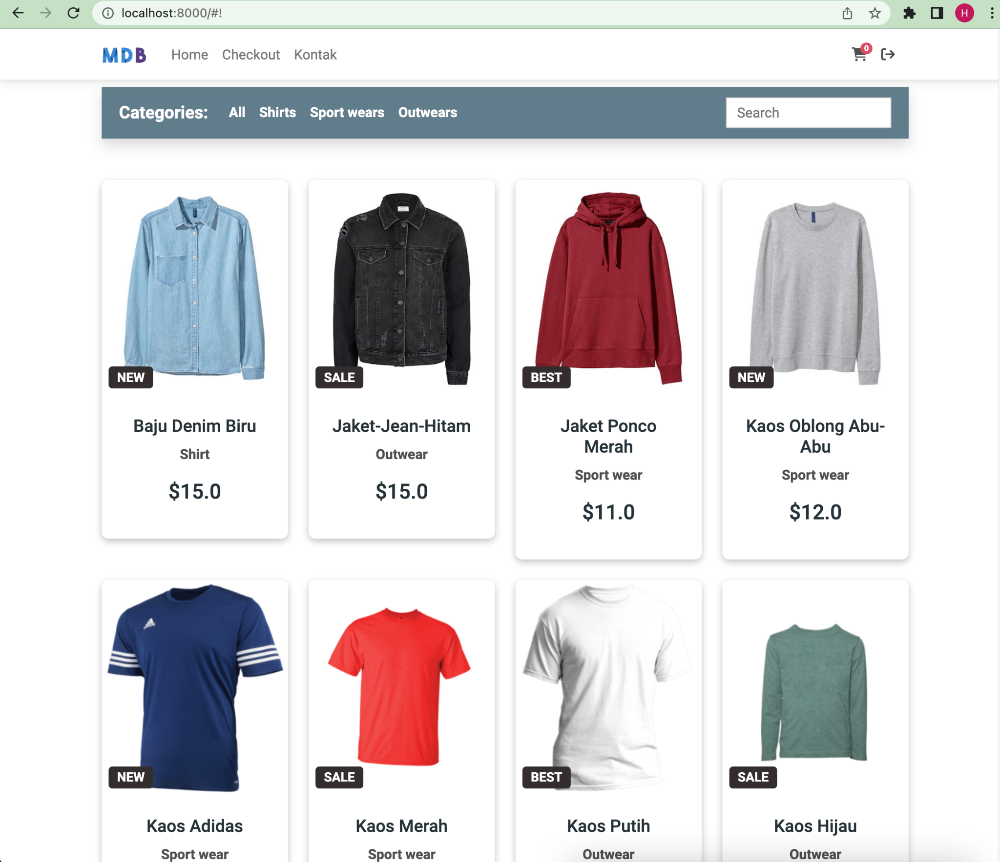 localhost:8000/#!
H
MDB
Home Checkout Kontak
0
Categories: All Shirts Sport wears Outwears
Search
NEW
Baju Denim Biru
Shirt
$15.0
SALE
Jaket-Jean-Hitam
Outwear
$15.0
BEST
Jaket Ponco
Merah
Sport wear
$11.0
NEW
Kaos Oblong Abu-
Abu
Sport wear
$12.0
NEW
Kaos Adidas
Sport wear
SALE
Kaos Merah
Sport wear
BEST
Kaos Putih
Outwear
SALE
Kaos Hijau
Outwear